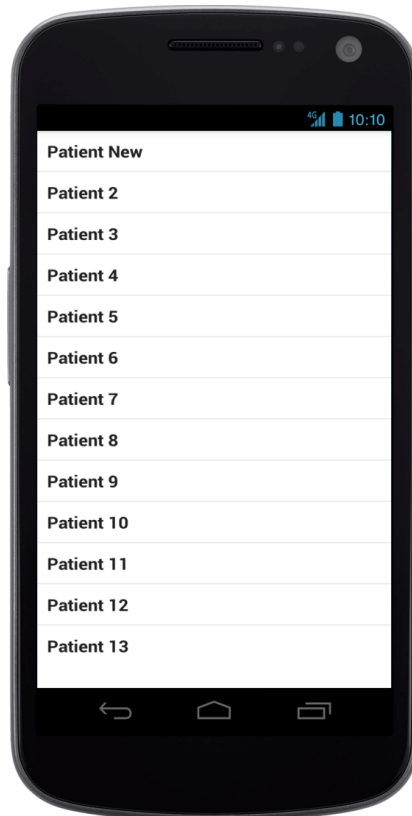 4G 10:10
Patient New
Patient 2
Patient 3
Patient 4
Patient 5
Patient 6
Patient 7
Patient 8
Patient 9
Patient 10
Patient 11
Patient 12
Patient 13